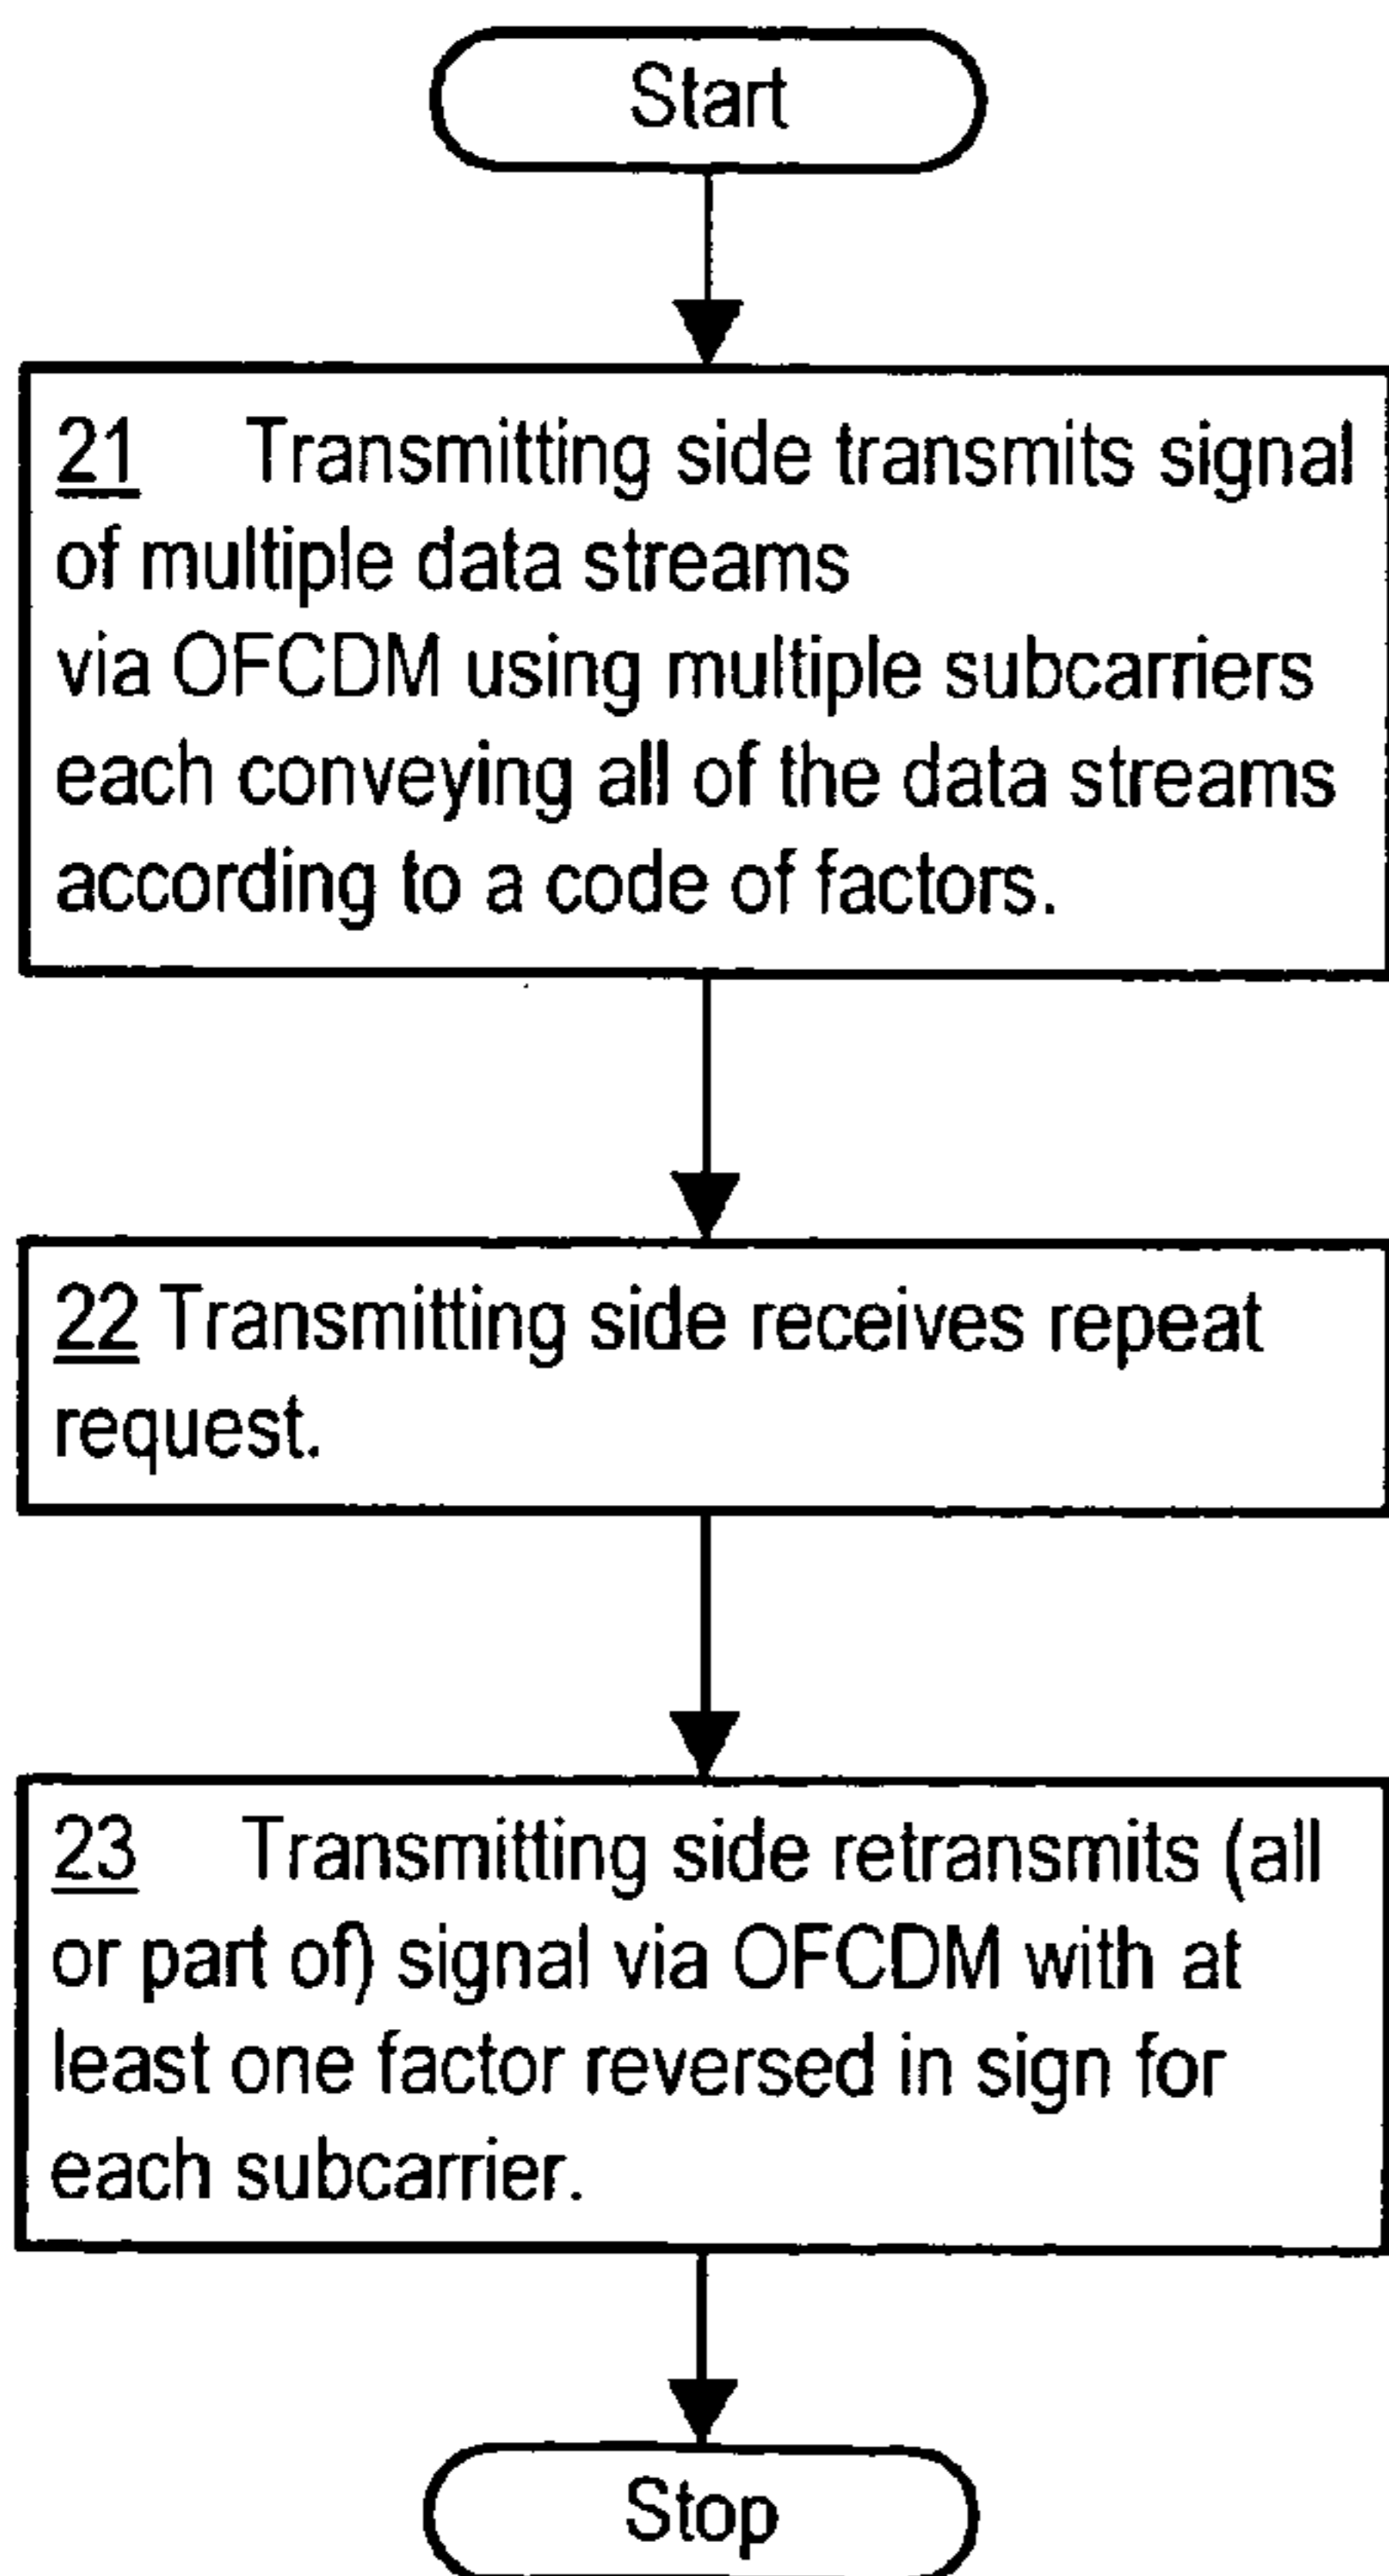 Start
21 Transmitting side transmits signal
of multiple data streams
via OFCDM using multiple subcarriers
each conveying all of the data streams
according to a code of factors.
22 Transmitting side receives repeat
request.
23 Transmitting side retransmits (all
or part of) signal via OFCDM with at
least one factor reversed in sign for
each subcarrier.
Stop